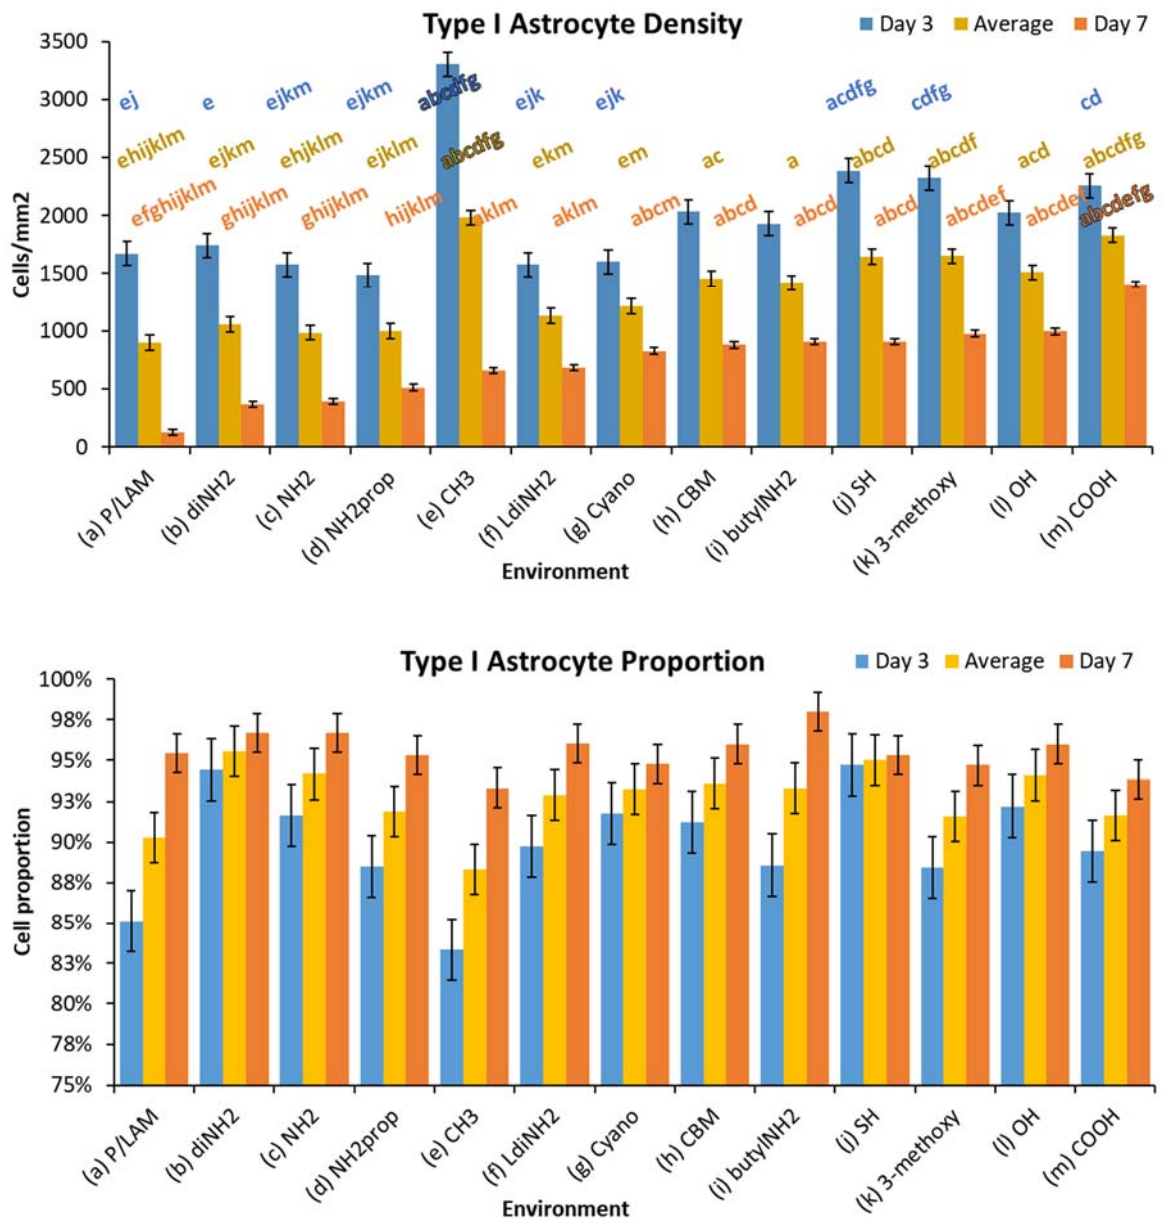 Type I Astrocyte Density
Day 3 Average Day 7
3500
3000
2500
2000
1500
1000
500
0
Cells/mm2
ej e ejkm ejkm abcdfg ejk ejk acdfg cdfg cd
ehijklm ejkm ehjklm ejklm abcdfg ekm em ac a abcd abcdf acd abcdfg
efghijklm ghijklm ghijklm hijklm aklm aklm abcm abcd abcd abcd abcdef abcdef abcdefg
(a) P/LAM (b) diNH2 (c) NH2 (d) NH2prop (e) CH3 (f) LdiNH2 (g) Cyano (h) CBM (i) butylNH2 (j) SH (k) 3-methoxy (l) OH (m) COOH
Environment
Type I Astrocyte Proportion
Day 3 Average Day 7
100%
98%
95%
93%
90%
88%
85%
83%
80%
78%
75%
Cell proportion
(a) P/LAM (b) diNH2 (c) NH2 (d) NH2prop (e) CH3 (f) LdiNH2 (g) Cyano (h) CBM (i) butylNH2 (j) SH (k) 3-methoxy (l) OH (m) COOH
Environment